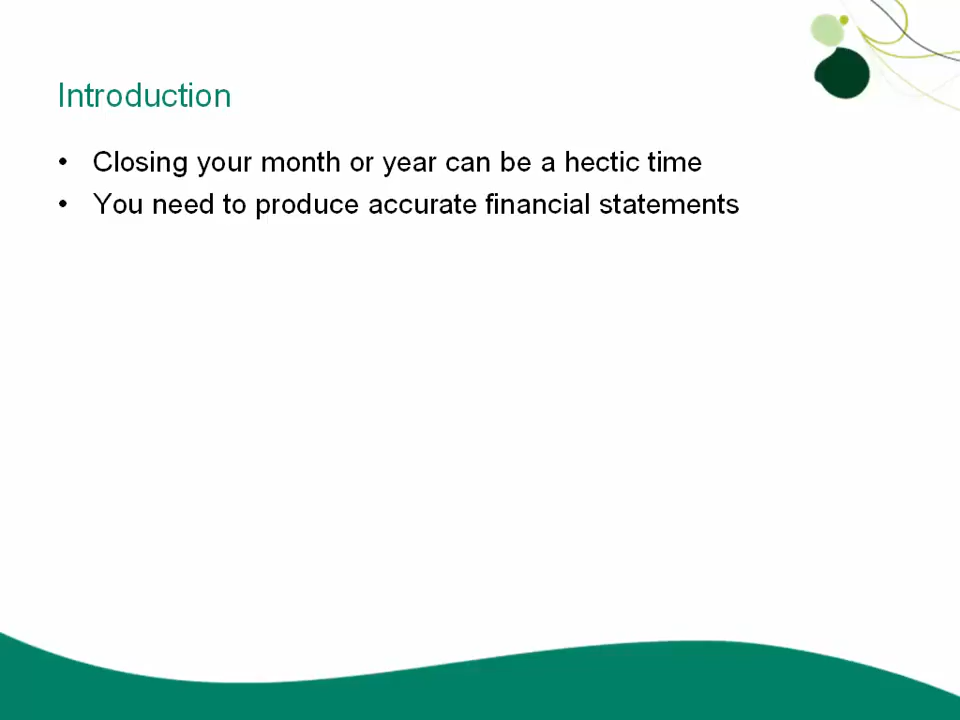 Introduction
• Closing your month or year can be a hectic time
• You need to produce accurate financial statements